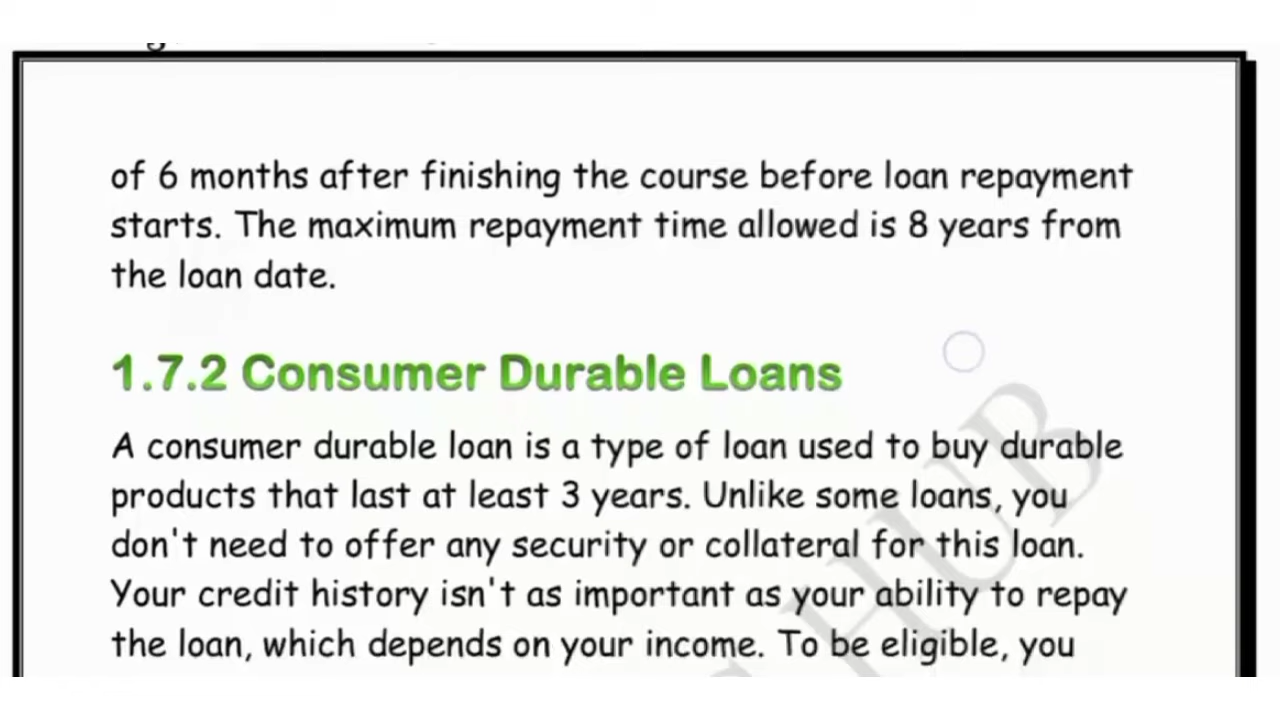 of 6 months after finishing the course before loan repayment
starts. The maximum repayment time allowed is 8 years from
the loan date.
1.7.2 Consumer Durable Loans
A consumer durable loan is a type of loan used to buy durable
products that last at least 3 years. Unlike some loans, you
don't need to offer any security or collateral for this loan.
Your credit history isn't as important as your ability to repay
the loan, which depends on your income. To be eligible, you
HUB